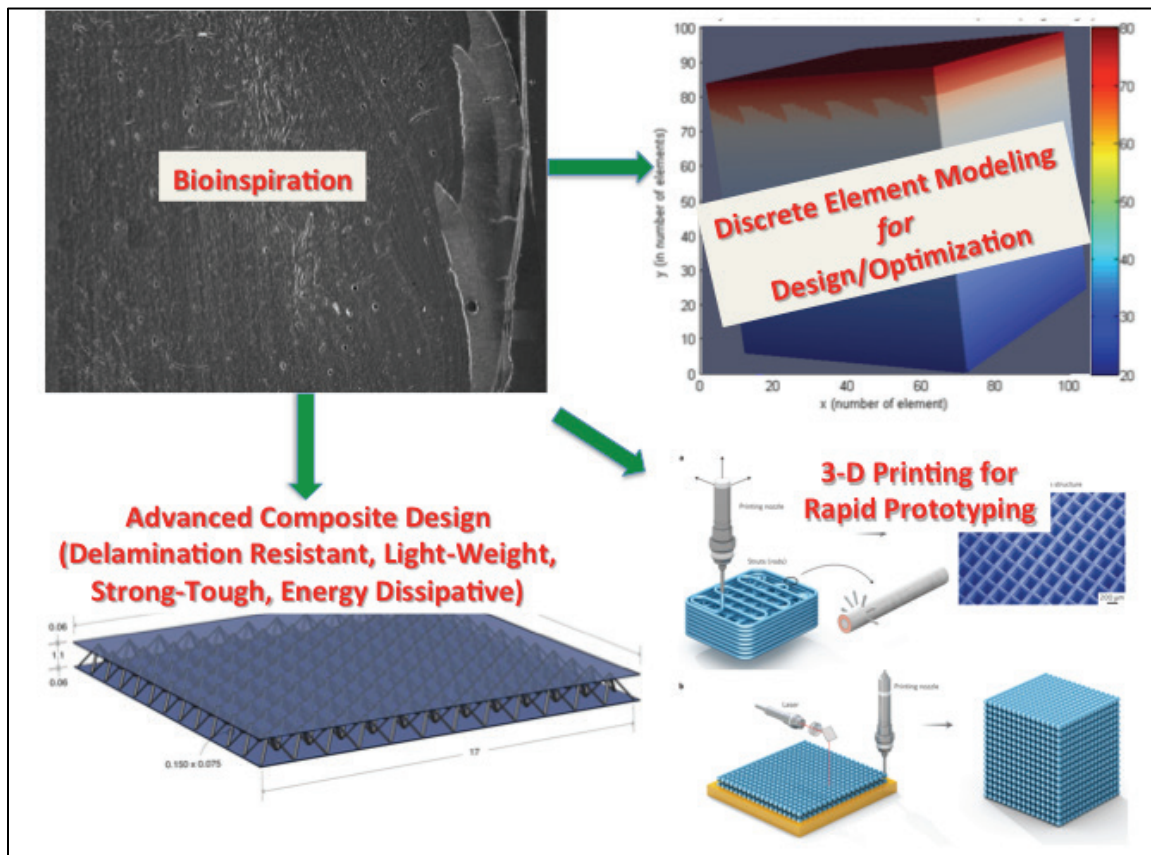 Bioinspiration
100
90
80
70
60
50
40
30
20
10
0
y (in number of elements)
0 20 40 60 80 100
x (number of element)
80
70
60
50
40
30
20
Discrete Element Modeling
for
Design/Optimization
Advanced Composite Design
(Delamination Resistant, Light-Weight,
Strong-Tough, Energy Dissipative)
0.06
1.1
0.06
0.150 x 0.075
17
a
3-D Printing for
Rapid Prototyping
structure
Printing nozzle
Struts (rods)
200 µm
b
Printing nozzle
Laser